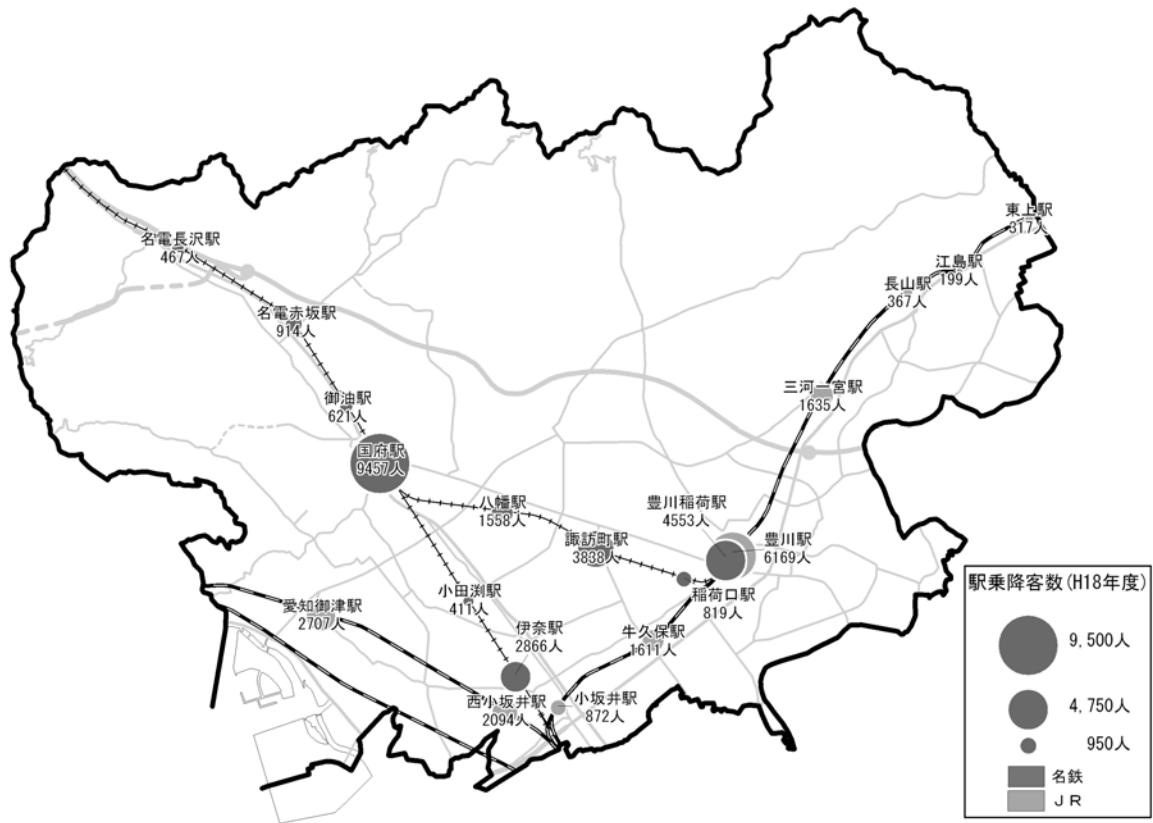 東上駅
317人
江島駅
199人
長山駅
367人
名電長沢駅
467人
名電赤坂駅
914人
三河一宮駅
1635人
御油駅
621人
国府駅
9457人
八幡駅
1558人
豊川稲荷駅
4553人
諏訪町駅
3838人
豊川駅
6169人
稲荷口駅
819人
小田渕駅
411人
愛知御津駅
2707人
伊奈駅
2866人
牛久保駅
1611人
西小坂井駅
2094人
小坂井駅
872人
駅乗降客数(H18年度)
9,500人
4,750人
950人
名鉄
JR